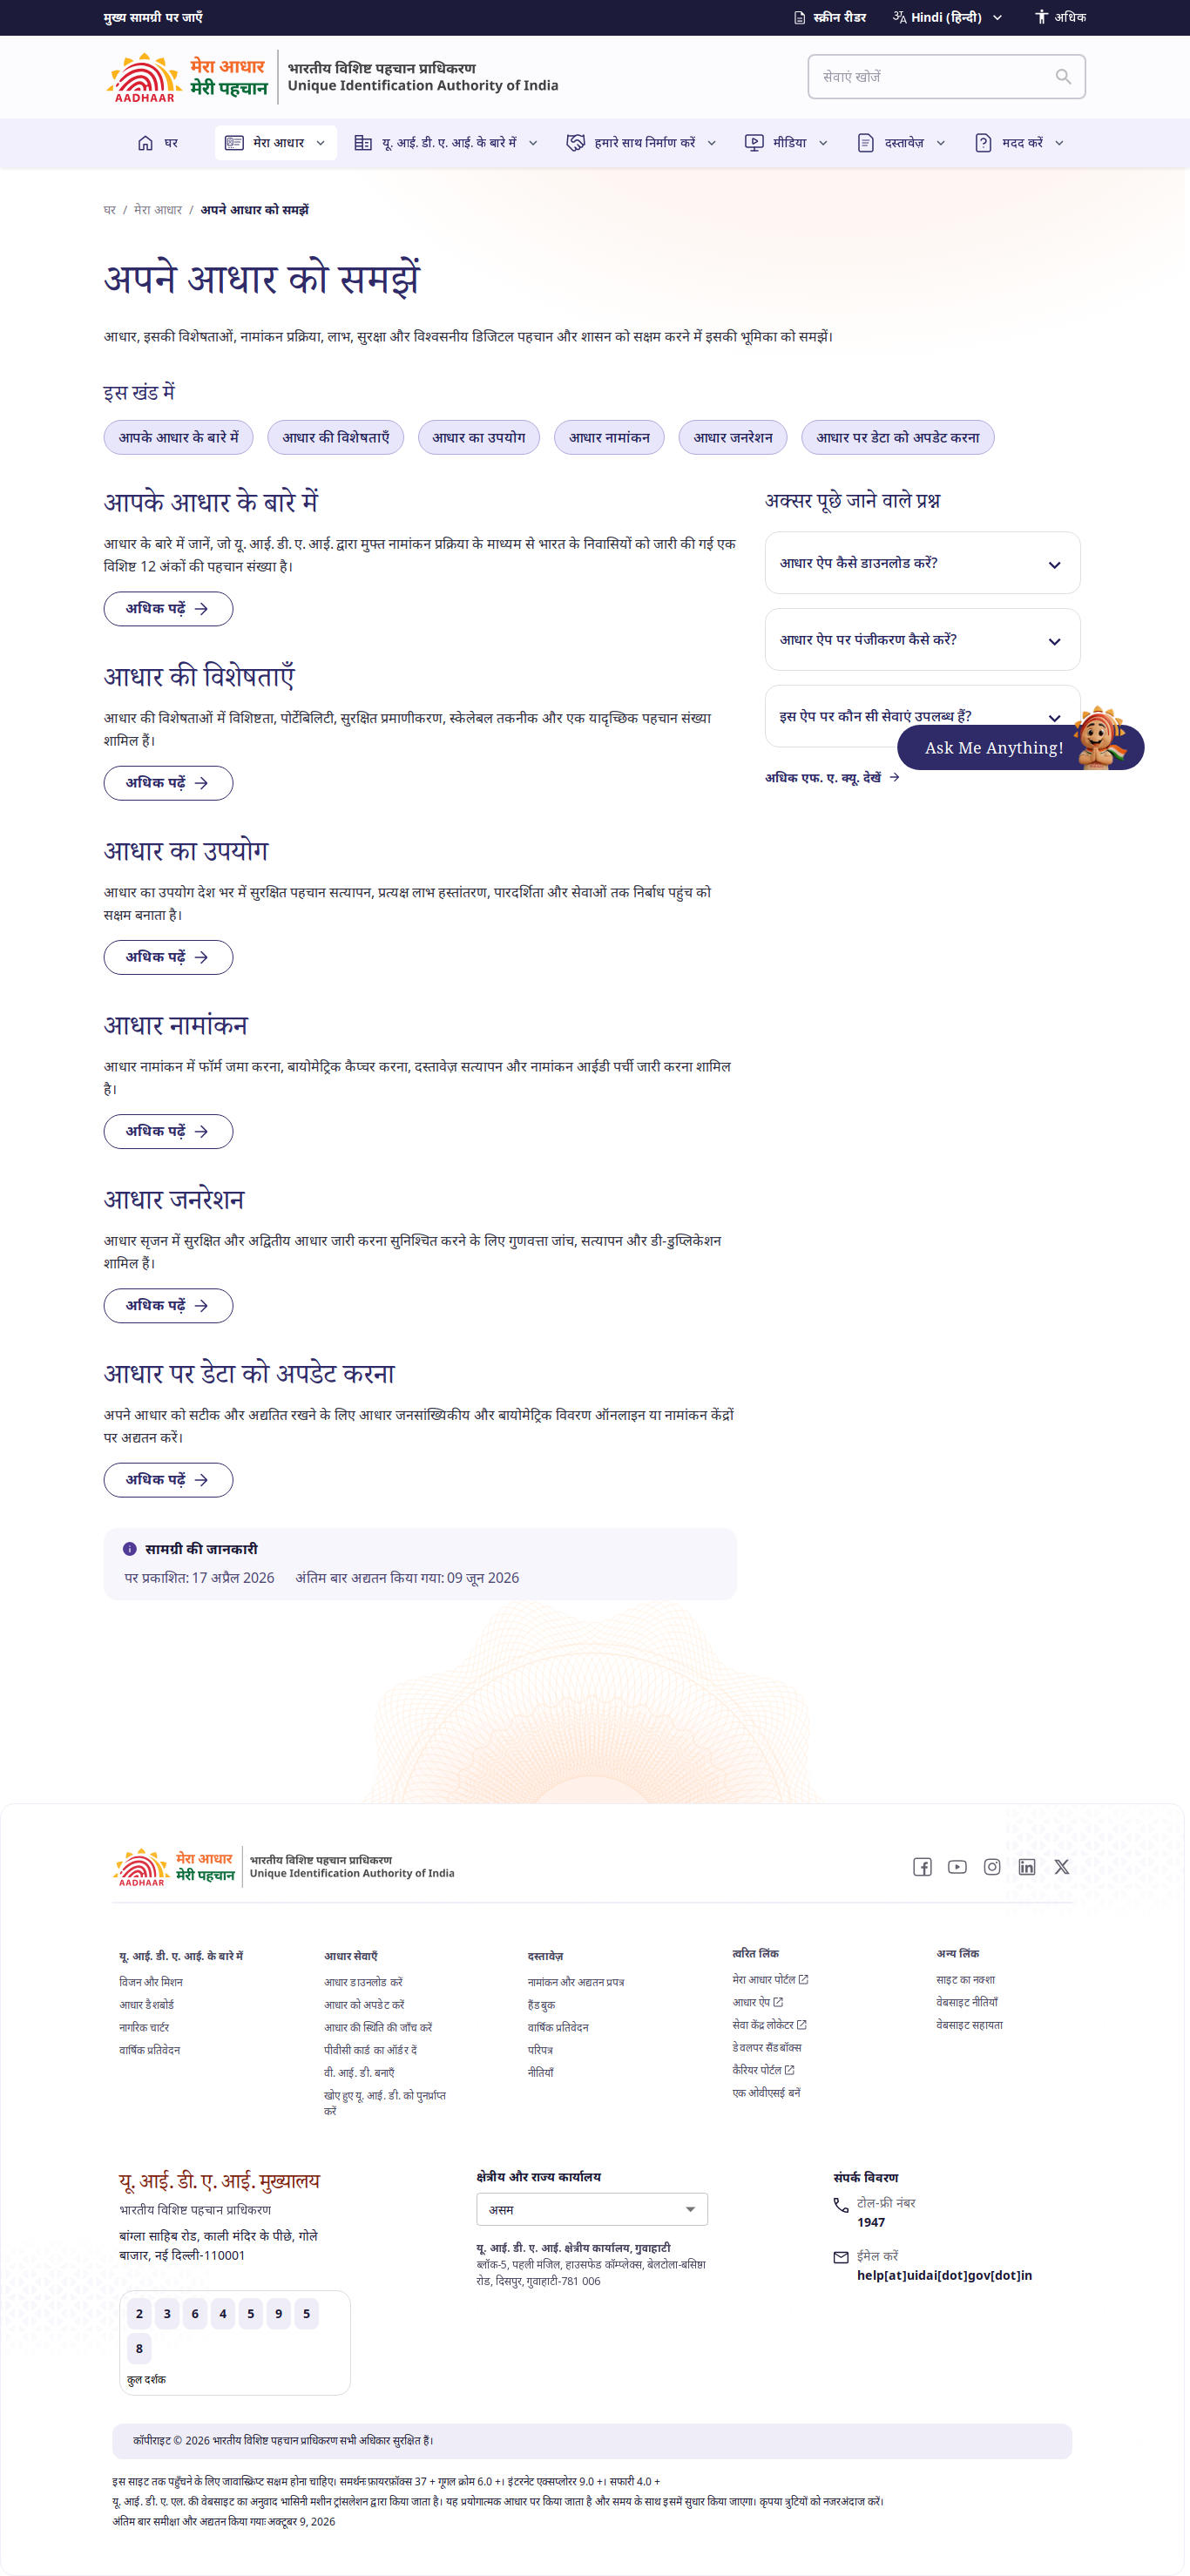 मुख्य सामग्री पर जाएँ
स्क्रीन रीडर
Hindi (हिन्दी)
अधिक
AADHAAR
मेरा आधार
मेरी पहचान
भारतीय विशिष्ट पहचान प्राधिकरण
Unique Identification Authority of India
सेवाएं खोजें
घर
मेरा आधार
यू. आई. डी. ए. आई. के बारे में
हमारे साथ निर्माण करें
मीडिया
दस्तावेज़
मदद करें
घर / मेरा आधार / अपने आधार को समझें
अपने आधार को समझें
आधार, इसकी विशेषताओं, नामांकन प्रक्रिया, लाभ, सुरक्षा और विश्वसनीय डिजिटल पहचान और शासन को सक्षम करने में इसकी भूमिका को समझें।
इस खंड में
आपके आधार के बारे में
आधार की विशेषताएँ
आधार का उपयोग
आधार नामांकन
आधार जनरेशन
आधार पर डेटा को अपडेट करना
आपके आधार के बारे में
आधार के बारे में जानें, जो यू. आई. डी. ए. आई. द्वारा मुफ्त नामांकन प्रक्रिया के माध्यम से भारत के निवासियों को जारी की गई एक
विशिष्ट 12 अंकों की पहचान संख्या है।
अधिक पढ़ें
आधार की विशेषताएँ
आधार की विशेषताओं में विशिष्टता, पोर्टेबिलिटी, सुरक्षित प्रमाणीकरण, स्केलेबल तकनीक और एक यादृच्छिक पहचान संख्या
शामिल हैं।
अधिक पढ़ें
आधार का उपयोग
आधार का उपयोग देश भर में सुरक्षित पहचान सत्यापन, प्रत्यक्ष लाभ हस्तांतरण, पारदर्शिता और सेवाओं तक निर्बाध पहुंच को
सक्षम बनाता है।
अधिक पढ़ें
आधार नामांकन
आधार नामांकन में फॉर्म जमा करना, बायोमेट्रिक कैप्चर करना, दस्तावेज़ सत्यापन और नामांकन आईडी पर्ची जारी करना शामिल
है।
अधिक पढ़ें
आधार जनरेशन
आधार सृजन में सुरक्षित और अद्वितीय आधार जारी करना सुनिश्चित करने के लिए गुणवत्ता जांच, सत्यापन और डी-डुप्लिकेशन
शामिल हैं।
अधिक पढ़ें
आधार पर डेटा को अपडेट करना
अपने आधार को सटीक और अद्यतित रखने के लिए आधार जनसांख्यिकीय और बायोमेट्रिक विवरण ऑनलाइन या नामांकन केंद्रों
पर अद्यतन करें।
अधिक पढ़ें
अक्सर पूछे जाने वाले प्रश्न
आधार ऐप कैसे डाउनलोड करें?
आधार ऐप पर पंजीकरण कैसे करें?
इस ऐप पर कौन सी सेवाएं उपलब्ध हैं?
Ask Me Anything!
अधिक एफ. ए. क्यू. देखें
सामग्री की जानकारी
पर प्रकाशित: 17 अप्रैल 2026 अंतिम बार अद्यतन किया गया: 09 जून 2026
AADHAAR
मेरा आधार
मेरी पहचान
भारतीय विशिष्ट पहचान प्राधिकरण
Unique Identification Authority of India
यू. आई. डी. ए. आई. के बारे में
विजन और मिशन
आधार डैशबोर्ड
नागरिक चार्टर
वार्षिक प्रतिवेदन
आधार सेवाएँ
आधार डाउनलोड करें
आधार को अपडेट करें
आधार की स्थिति की जाँच करें
पीवीसी कार्ड का ऑर्डर दें
वी. आई. डी. बनाएँ
खोए हुए यू. आई. डी. को पुनर्प्राप्त
करें
दस्तावेज़
नामांकन और अद्यतन प्रपत्र
हैंडबुक
वार्षिक प्रतिवेदन
परिपत्र
नीतियाँ
त्वरित लिंक
मेरा आधार पोर्टल
आधार ऐप
सेवा केंद्र लोकेटर
डेवलपर सैंडबॉक्स
कैरियर पोर्टल
एक ओवीएसई बनें
अन्य लिंक
साइट का नक्शा
वेबसाइट नीतियाँ
वेबसाइट सहायता
यू. आई. डी. ए. आई. मुख्यालय
भारतीय विशिष्ट पहचान प्राधिकरण
बांग्ला साहिब रोड, काली मंदिर के पीछे, गोले
बाजार, नई दिल्ली-110001
2 3 6 4 5 9 5
8
कुल दर्शक
क्षेत्रीय और राज्य कार्यालय
असम
यू. आई. डी. ए. आई. क्षेत्रीय कार्यालय, गुवाहाटी
ब्लॉक-5, पहली मंजिल, हाउसफेड कॉम्प्लेक्स, बेलटोला-बसिष्ठा
रोड, दिसपुर, गुवाहाटी-781 006
संपर्क विवरण
टोल-फ्री नंबर
1947
ईमेल करें
help[at]uidai[dot]gov[dot]in
कॉपीराइट © 2026 भारतीय विशिष्ट पहचान प्राधिकरण सभी अधिकार सुरक्षित हैं।
इस साइट तक पहुँचने के लिए जावास्क्रिप्ट सक्षम होना चाहिए। समर्थनः फ़ायरफ़ॉक्स 37 + गूगल क्रोम 6.0 +। इंटरनेट एक्सप्लोरर 9.0 +। सफारी 4.0 +
यू. आई. डी. ए. एल. की वेबसाइट का अनुवाद भासिनी मशीन ट्रांसलेशन द्वारा किया जाता है। यह प्रयोगात्मक आधार पर किया जाता है और समय के साथ इसमें सुधार किया जाएगा। कृपया त्रुटियों को नजरअंदाज करें।
अंतिम बार समीक्षा और अद्यतन किया गयाः अक्टूबर 9, 2026